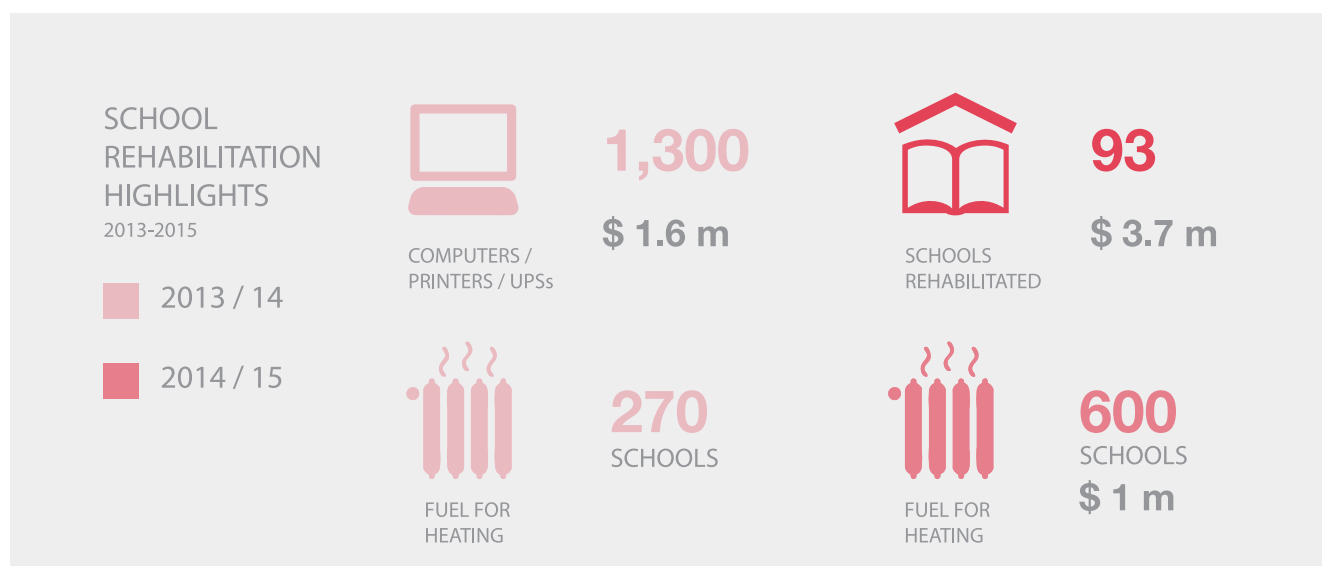 SCHOOL
REHABILITATION
HIGHLIGHTS
2013-2015
2013 / 14
2014 / 15
1,300
$ 1.6 m
COMPUTERS /
PRINTERS / UPSs
93
$ 3.7 m
SCHOOLS
REHABILITATED
270
SCHOOLS
FUEL FOR
HEATING
600
SCHOOLS
$ 1 m
FUEL FOR
HEATING